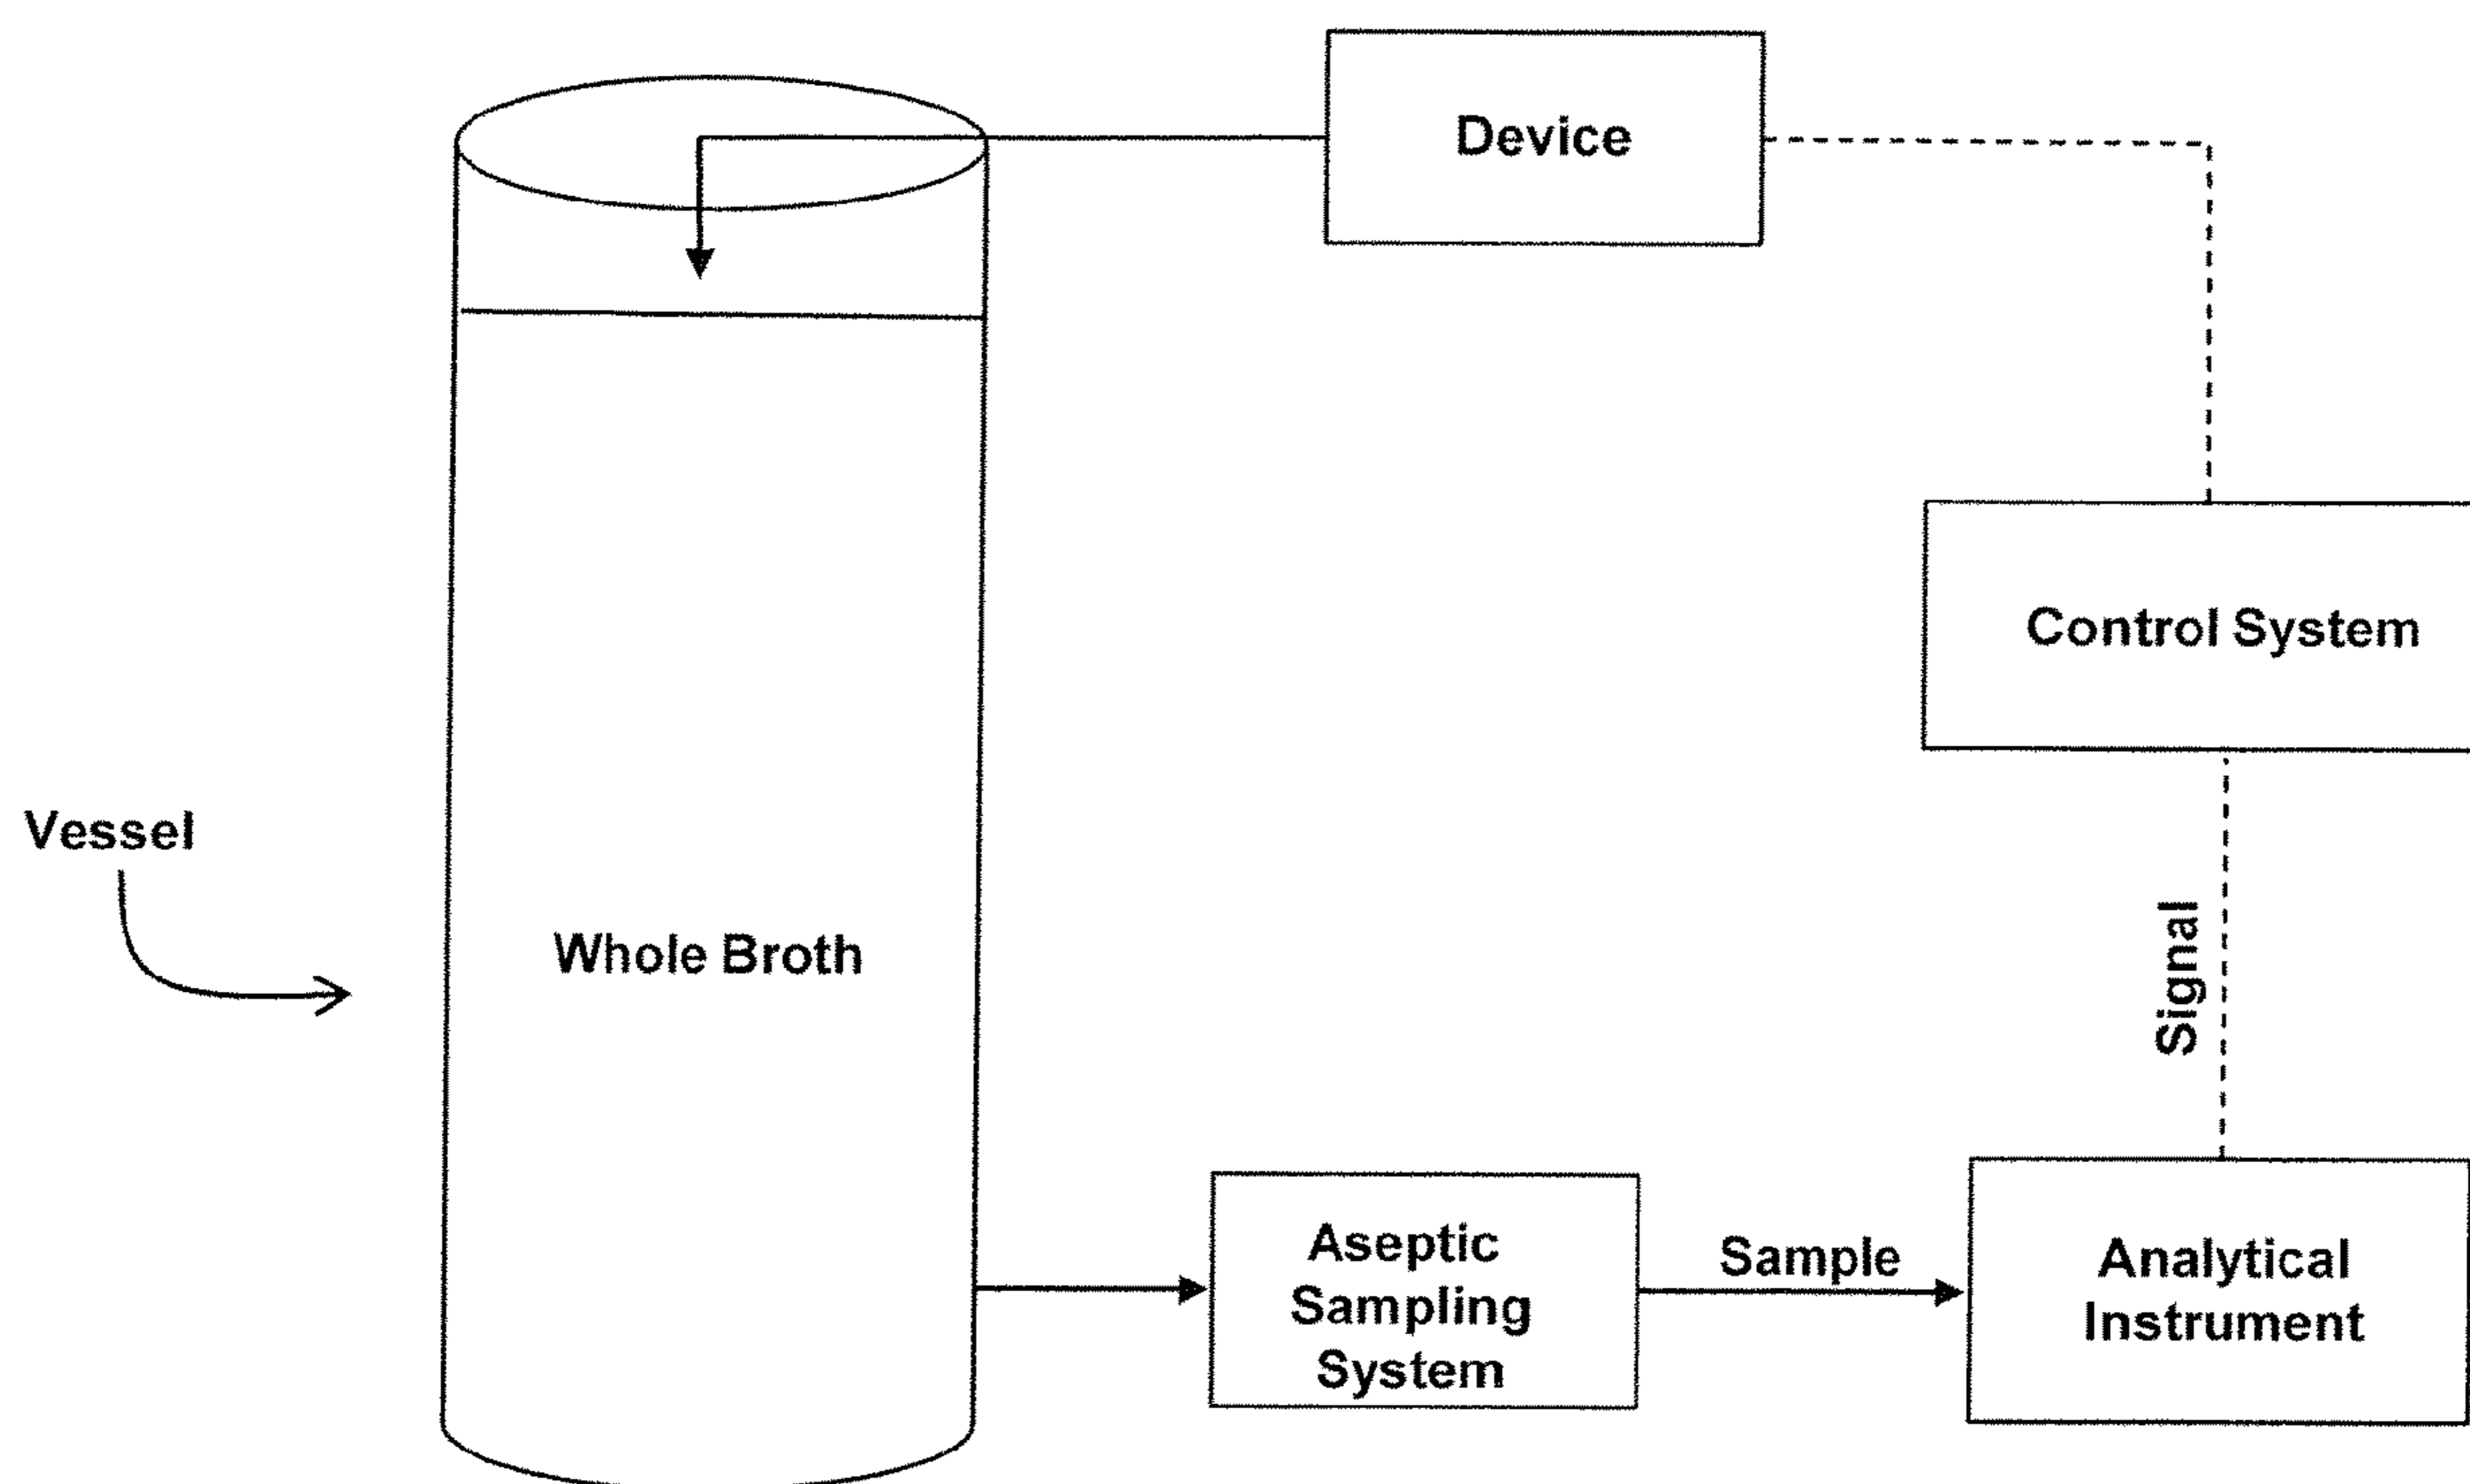 Device
Control System
Vessel
Whole Broth
Signal
Aseptic
Sampling
System
Sample
Analytical
Instrument